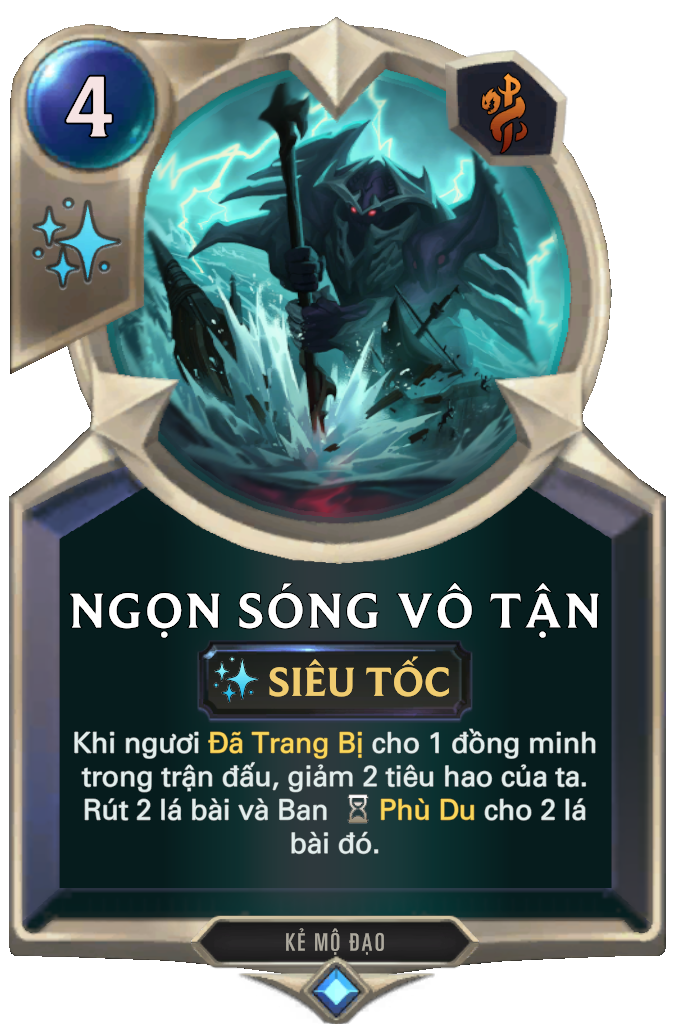 4
NGỌN SÓNG VÔ TẬN
SIÊU TỐC
Khi ngươi Đã Trang Bị cho 1 đồng minh
trong trận đấu, giảm 2 tiêu hao của ta.
Rút 2 lá bài và Ban Phù Du cho 2 lá
bài đó.
KẺ MỘ ĐẠO